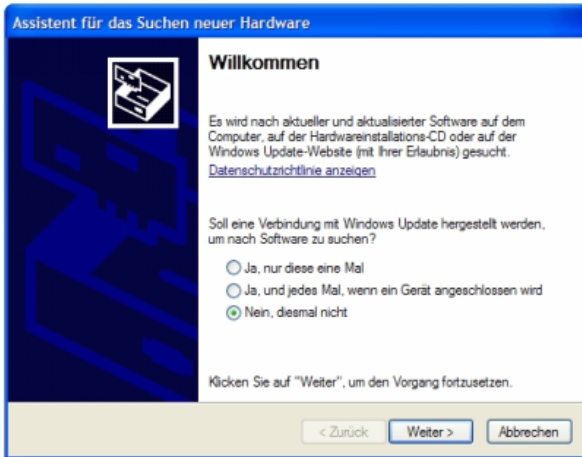 Assistent für das Suchen neuer Hardware
Willkommen
Es wird nach aktueller und aktualisierter Software auf dem
Computer, auf der Hardwareinstallations-CD oder auf der
Windows Update-Website (mit Ihrer Erlaubnis) gesucht.
Datenschutzrichtlinie anzeigen
Soll eine Verbindung mit Windows Update hergestellt werden,
um nach Software zu suchen?
Ja, nur diese eine Mal
Ja, und jedes Mal, wenn ein Gerät angeschlossen wird
Nein, diesmal nicht
Klicken Sie auf "Weiter", um den Vorgang fortzusetzen.
< Zurück Weiter > Abbrechen